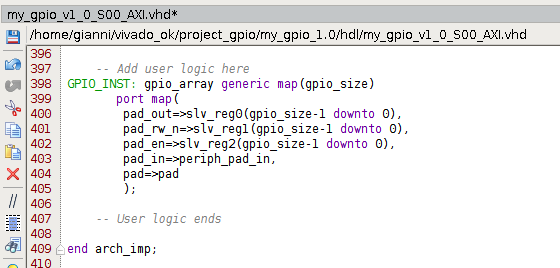 my_gpio_v1_0_S00_AXI.vhd*
/home/gianni/vivado_ok/project_gpio/my_gpio_1.0/hdl/my_gpio_v1_0_S00_AXI.vhd
396
397 -- Add user logic here
398 GPIO_INST: gpio_array generic map(gpio_size)
399 port map(
400 pad_out=>slv_reg0(gpio_size-1 downto 0),
401 pad_rw_n=>slv_reg1(gpio_size-1 downto 0),
402 pad_en=>slv_reg2(gpio_size-1 downto 0),
403 pad_in=>periph_pad_in,
404 pad=>pad
405 );
406
407 -- User logic ends
408
409 end arch_imp;
410